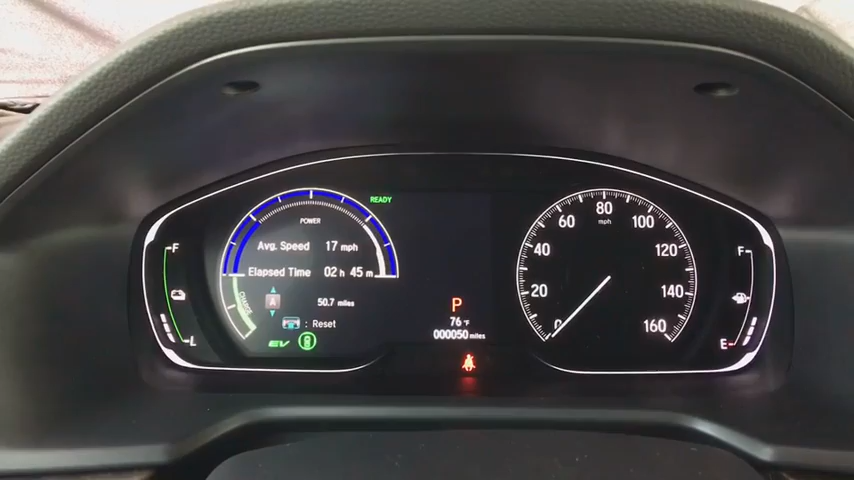 READY
POWER
Avg. Speed 17 mph
Elapsed Time 02 h 45 m
CHARGE
A
50.7 miles
: Reset
EV
F
L
P
76 °F
000050 miles
0
20
40
60
80
100
120
140
160
mph
F
E